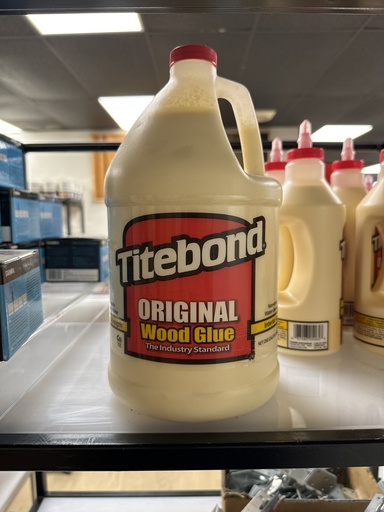 Titebond
ORIGINAL
Wood Glue
The Industry Standard